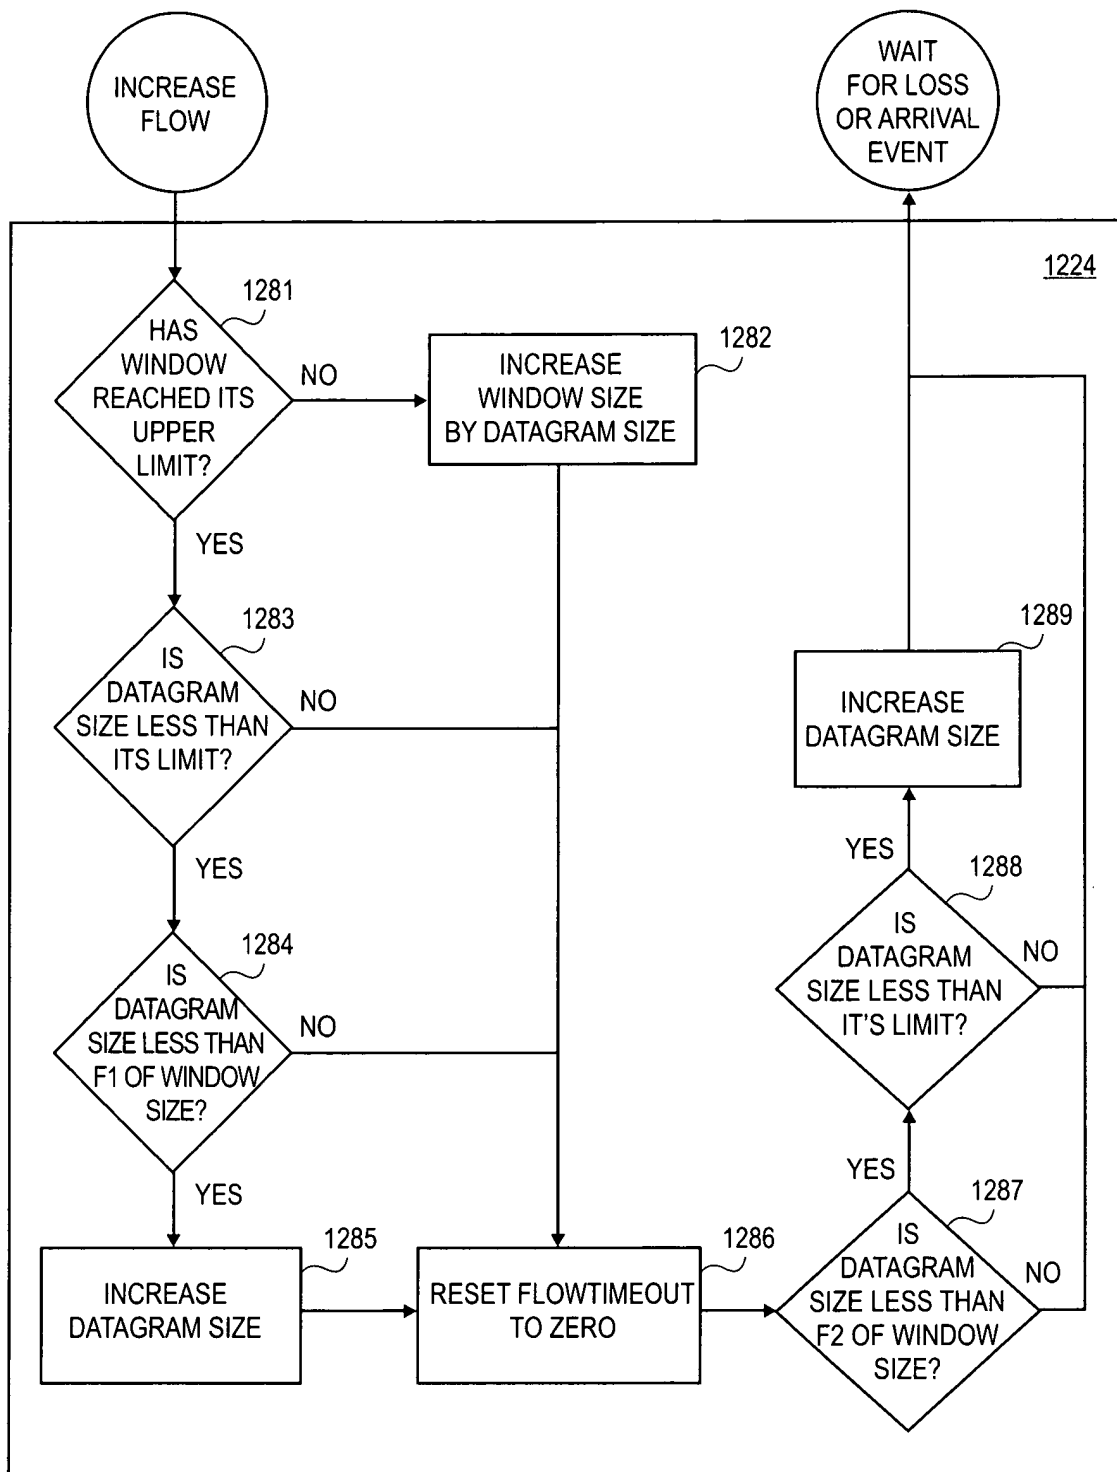 INCREASE
FLOW
WAIT
FOR LOSS
OR ARRIVAL
EVENT
1224
1281
HAS
WINDOW
REACHED ITS
UPPER
LIMIT?
NO
YES
1282
INCREASE
WINDOW SIZE
BY DATAGRAM SIZE
1283
IS
DATAGRAM
SIZE LESS THAN
ITS LIMIT?
NO
YES
1284
IS
DATAGRAM
SIZE LESS THAN
F1 OF WINDOW
SIZE?
NO
YES
1285
INCREASE
DATAGRAM SIZE
1286
RESET FLOWTIMEOUT
TO ZERO
1287
IS
DATAGRAM
SIZE LESS THAN
F2 OF WINDOW
SIZE?
NO
YES
1288
IS
DATAGRAM
SIZE LESS THAN
IT'S LIMIT?
NO
YES
1289
INCREASE
DATAGRAM SIZE